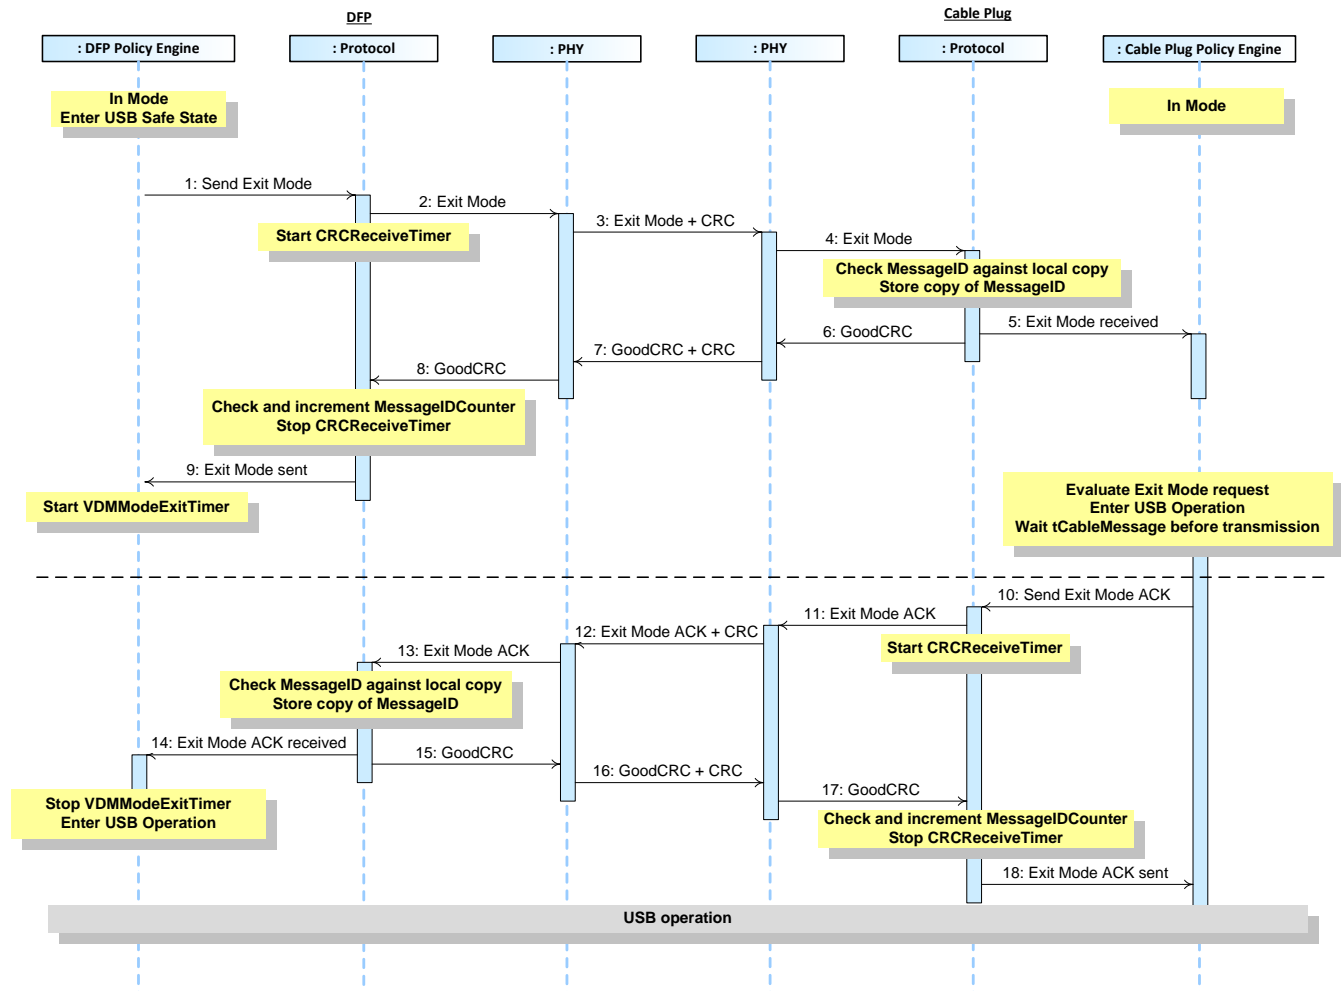 DFP
Cable Plug
: DFP Policy Engine
: Protocol
: PHY
: PHY
: Protocol
: Cable Plug Policy Engine
In Mode
Enter USB Safe State
In Mode
1: Send Exit Mode
2: Exit Mode
Start CRCReceiveTimer
3: Exit Mode + CRC
4: Exit Mode
Check MessageID against local copy
Store copy of MessageID
5: Exit Mode received
6: GoodCRC
7: GoodCRC + CRC
8: GoodCRC
Check and increment MessageIDCounter
Stop CRCReceiveTimer
9: Exit Mode sent
Start VDMModeExitTimer
Evaluate Exit Mode request
Enter USB Operation
Wait tCableMessage before transmission
10: Send Exit Mode ACK
11: Exit Mode ACK
Start CRCReceiveTimer
12: Exit Mode ACK + CRC
13: Exit Mode ACK
Check MessageID against local copy
Store copy of MessageID
14: Exit Mode ACK received
15: GoodCRC
16: GoodCRC + CRC
17: GoodCRC
Stop VDMModeExitTimer
Enter USB Operation
Check and increment MessageIDCounter
Stop CRCReceiveTimer
18: Exit Mode ACK sent
USB operation